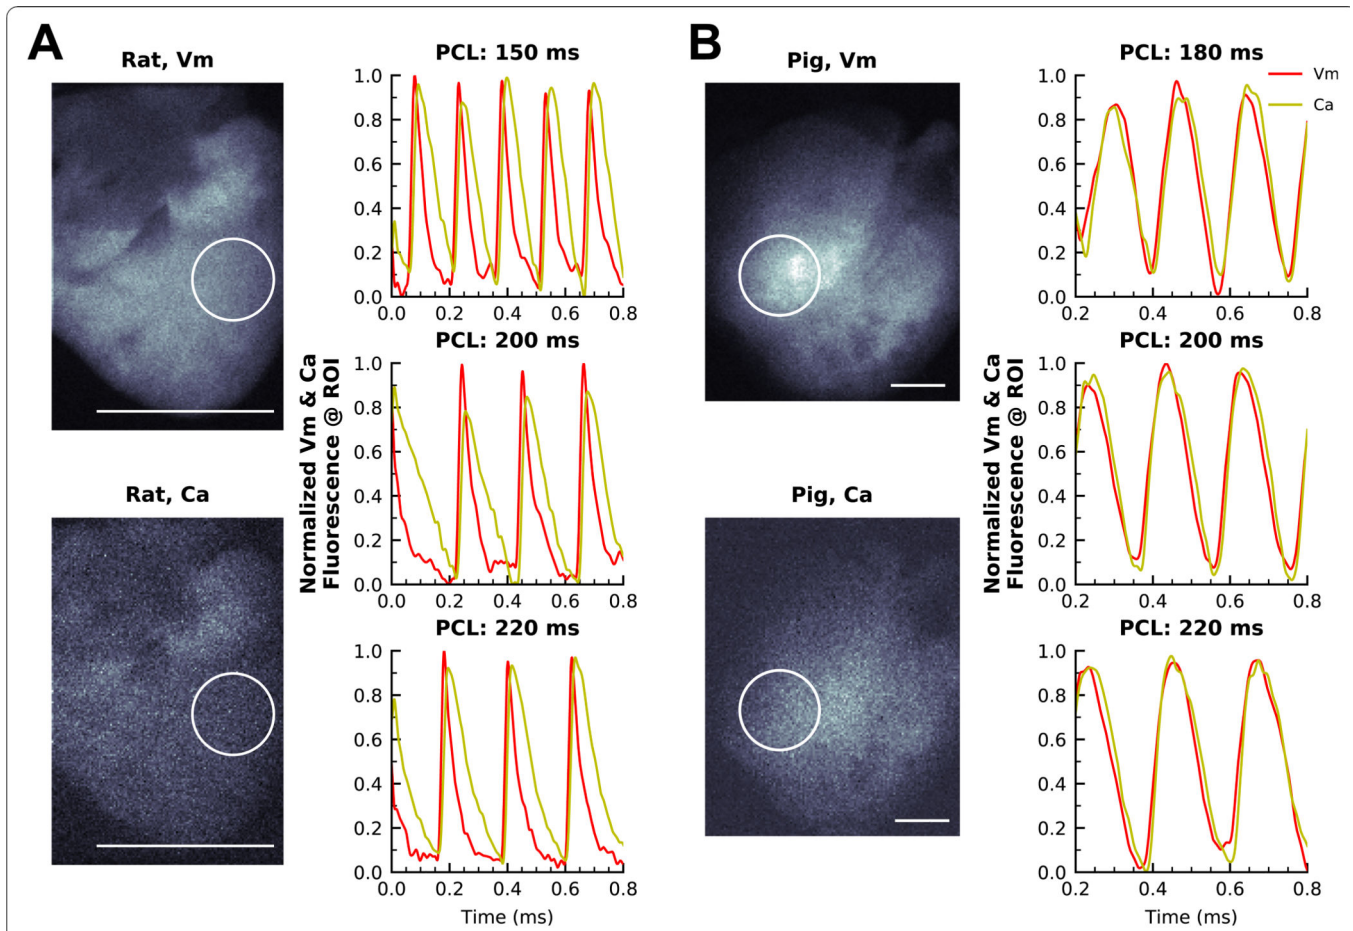 A
Rat, Vm
Rat, Ca
Normalized Vm & Ca
Fluorescence @ ROI
PCL: 150 ms
1.0
0.8
0.6
0.4
0.2
0.0
0.0 0.2 0.4 0.6 0.8
PCL: 200 ms
1.0
0.8
0.6
0.4
0.2
0.0
0.0 0.2 0.4 0.6 0.8
PCL: 220 ms
1.0
0.8
0.6
0.4
0.2
0.0
0.0 0.2 0.4 0.6 0.8
Time (ms)
B
Pig, Vm
Pig, Ca
Normalized Vm & Ca
Fluorescence @ ROI
PCL: 180 ms
Vm
Ca
1.0
0.8
0.6
0.4
0.2
0.0
0.2 0.4 0.6 0.8
PCL: 200 ms
1.0
0.8
0.6
0.4
0.2
0.0
0.2 0.4 0.6 0.8
PCL: 220 ms
1.0
0.8
0.6
0.4
0.2
0.0
0.2 0.4 0.6 0.8
Time (ms)